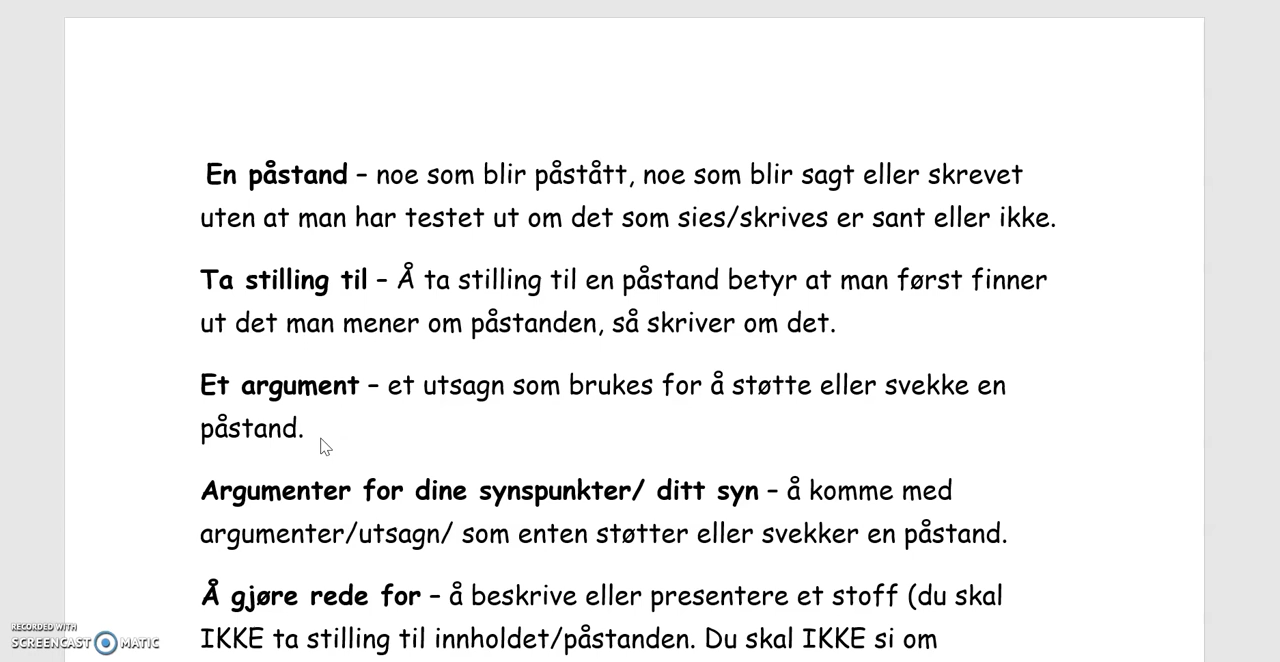 En påstand – noe som blir påstått, noe som blir sagt eller skrevet
uten at man har testet ut om det som sies/skrives er sant eller ikke.
Ta stilling til – Å ta stilling til en påstand betyr at man først finner
ut det man mener om påstanden, så skriver om det.
Et argument – et utsagn som brukes for å støtte eller svekke en
påstand.
Argumenter for dine synspunkter/ ditt syn – å komme med
argumenter/utsagn/ som enten støtter eller svekker en påstand.
Å gjøre rede for – å beskrive eller presentere et stoff (du skal
IKKE ta stilling til innholdet/påstanden. Du skal IKKE si om
RECORDED WITH
SCREENCAST MATIC